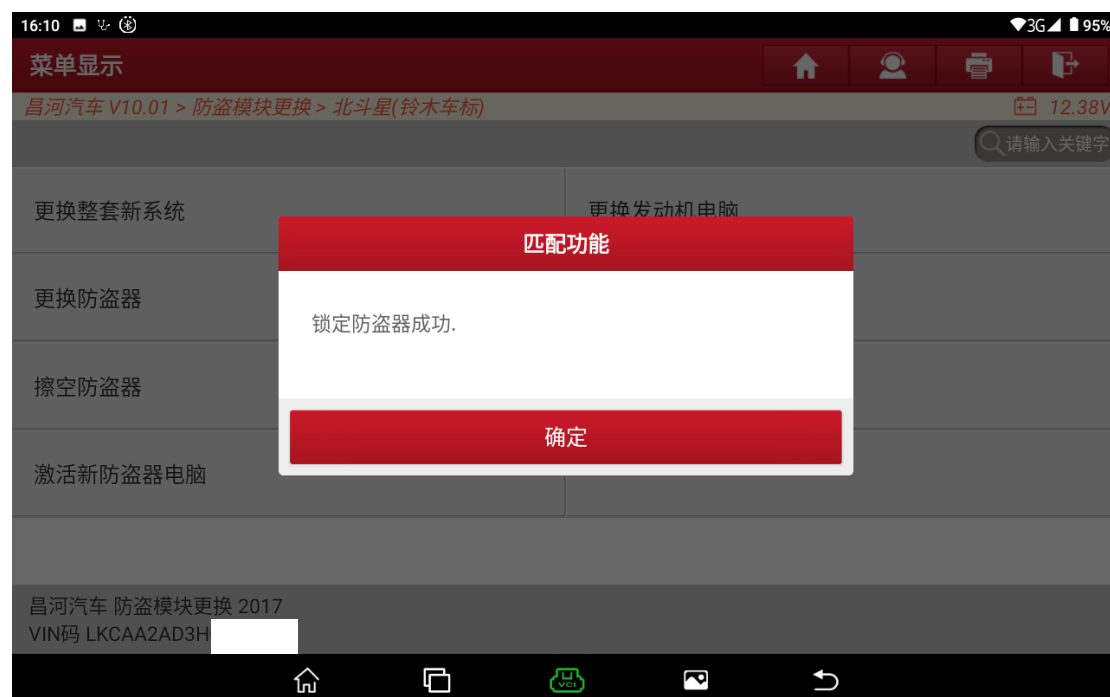 16:10 3G 95%
菜单显示
昌河汽车 V10.01 > 防盗模块更换 > 北斗星(铃木车标) 12.38V
请输入关键字
更换整套新系统 更换发动机电脑
匹配功能
更换防盗器
锁定防盗器成功.
擦空防盗器
确定
激活新防盗器电脑
昌河汽车 防盗模块更换 2017
VIN码 LKCAA2AD3H
VCI